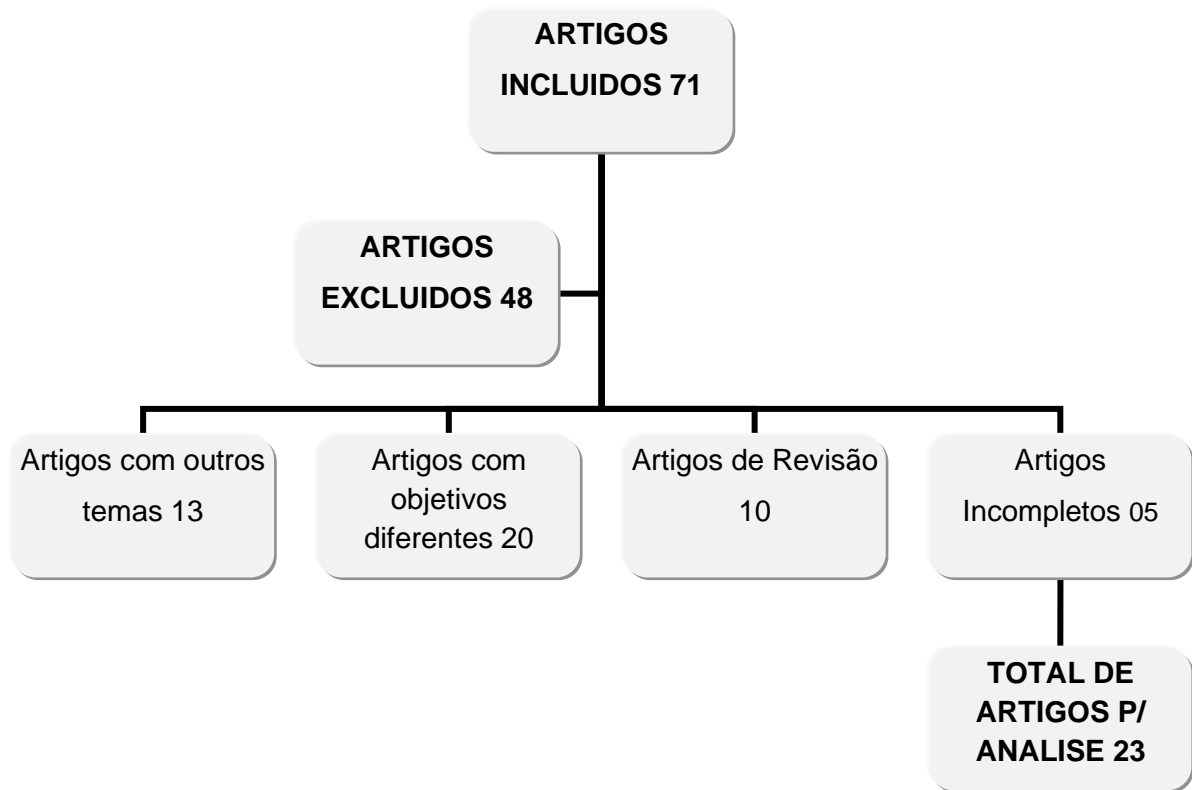 ARTIGOS
INCLUIDOS 71
ARTIGOS
EXCLUIDOS 48
Artigos com outros
temas 13
Artigos com
objetivos
diferentes 20
Artigos de Revisão
10
Artigos
Incompletos 05
TOTAL DE
ARTIGOS P/
ANALISE 23